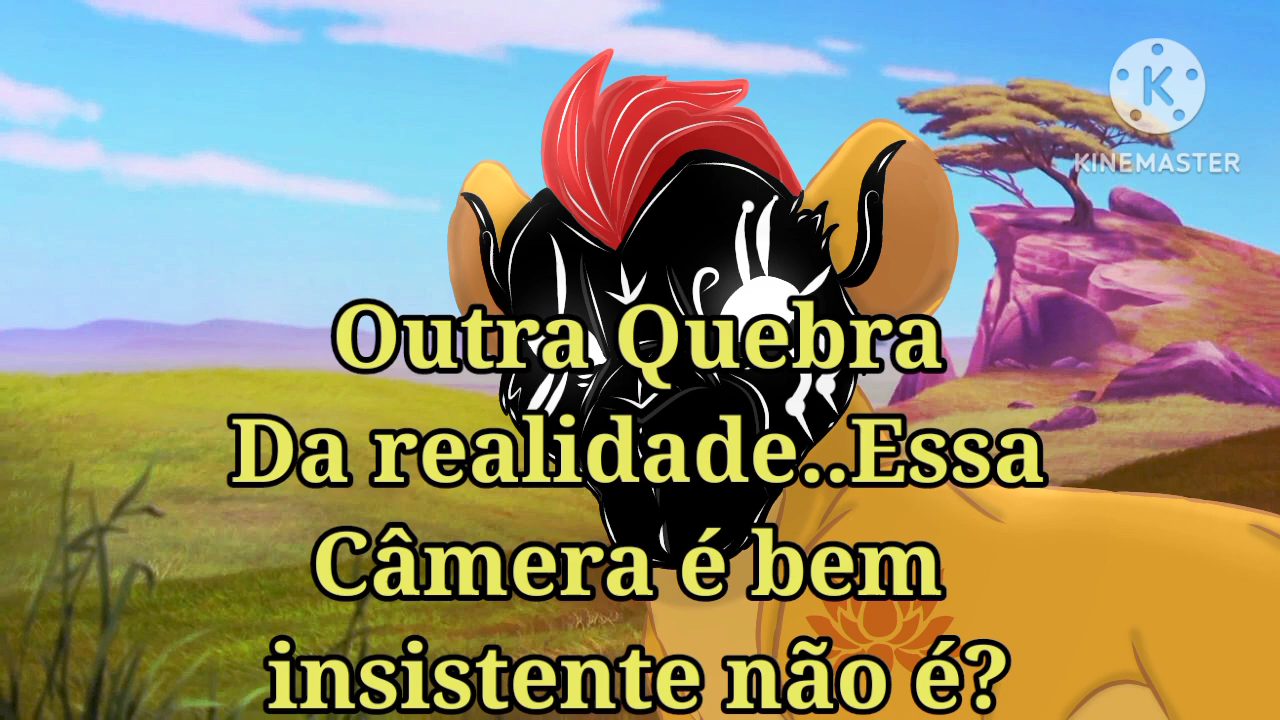 KINEMASTER
Outra Quebra
Da realidade..Essa
Câmera é bem
insistente não é?